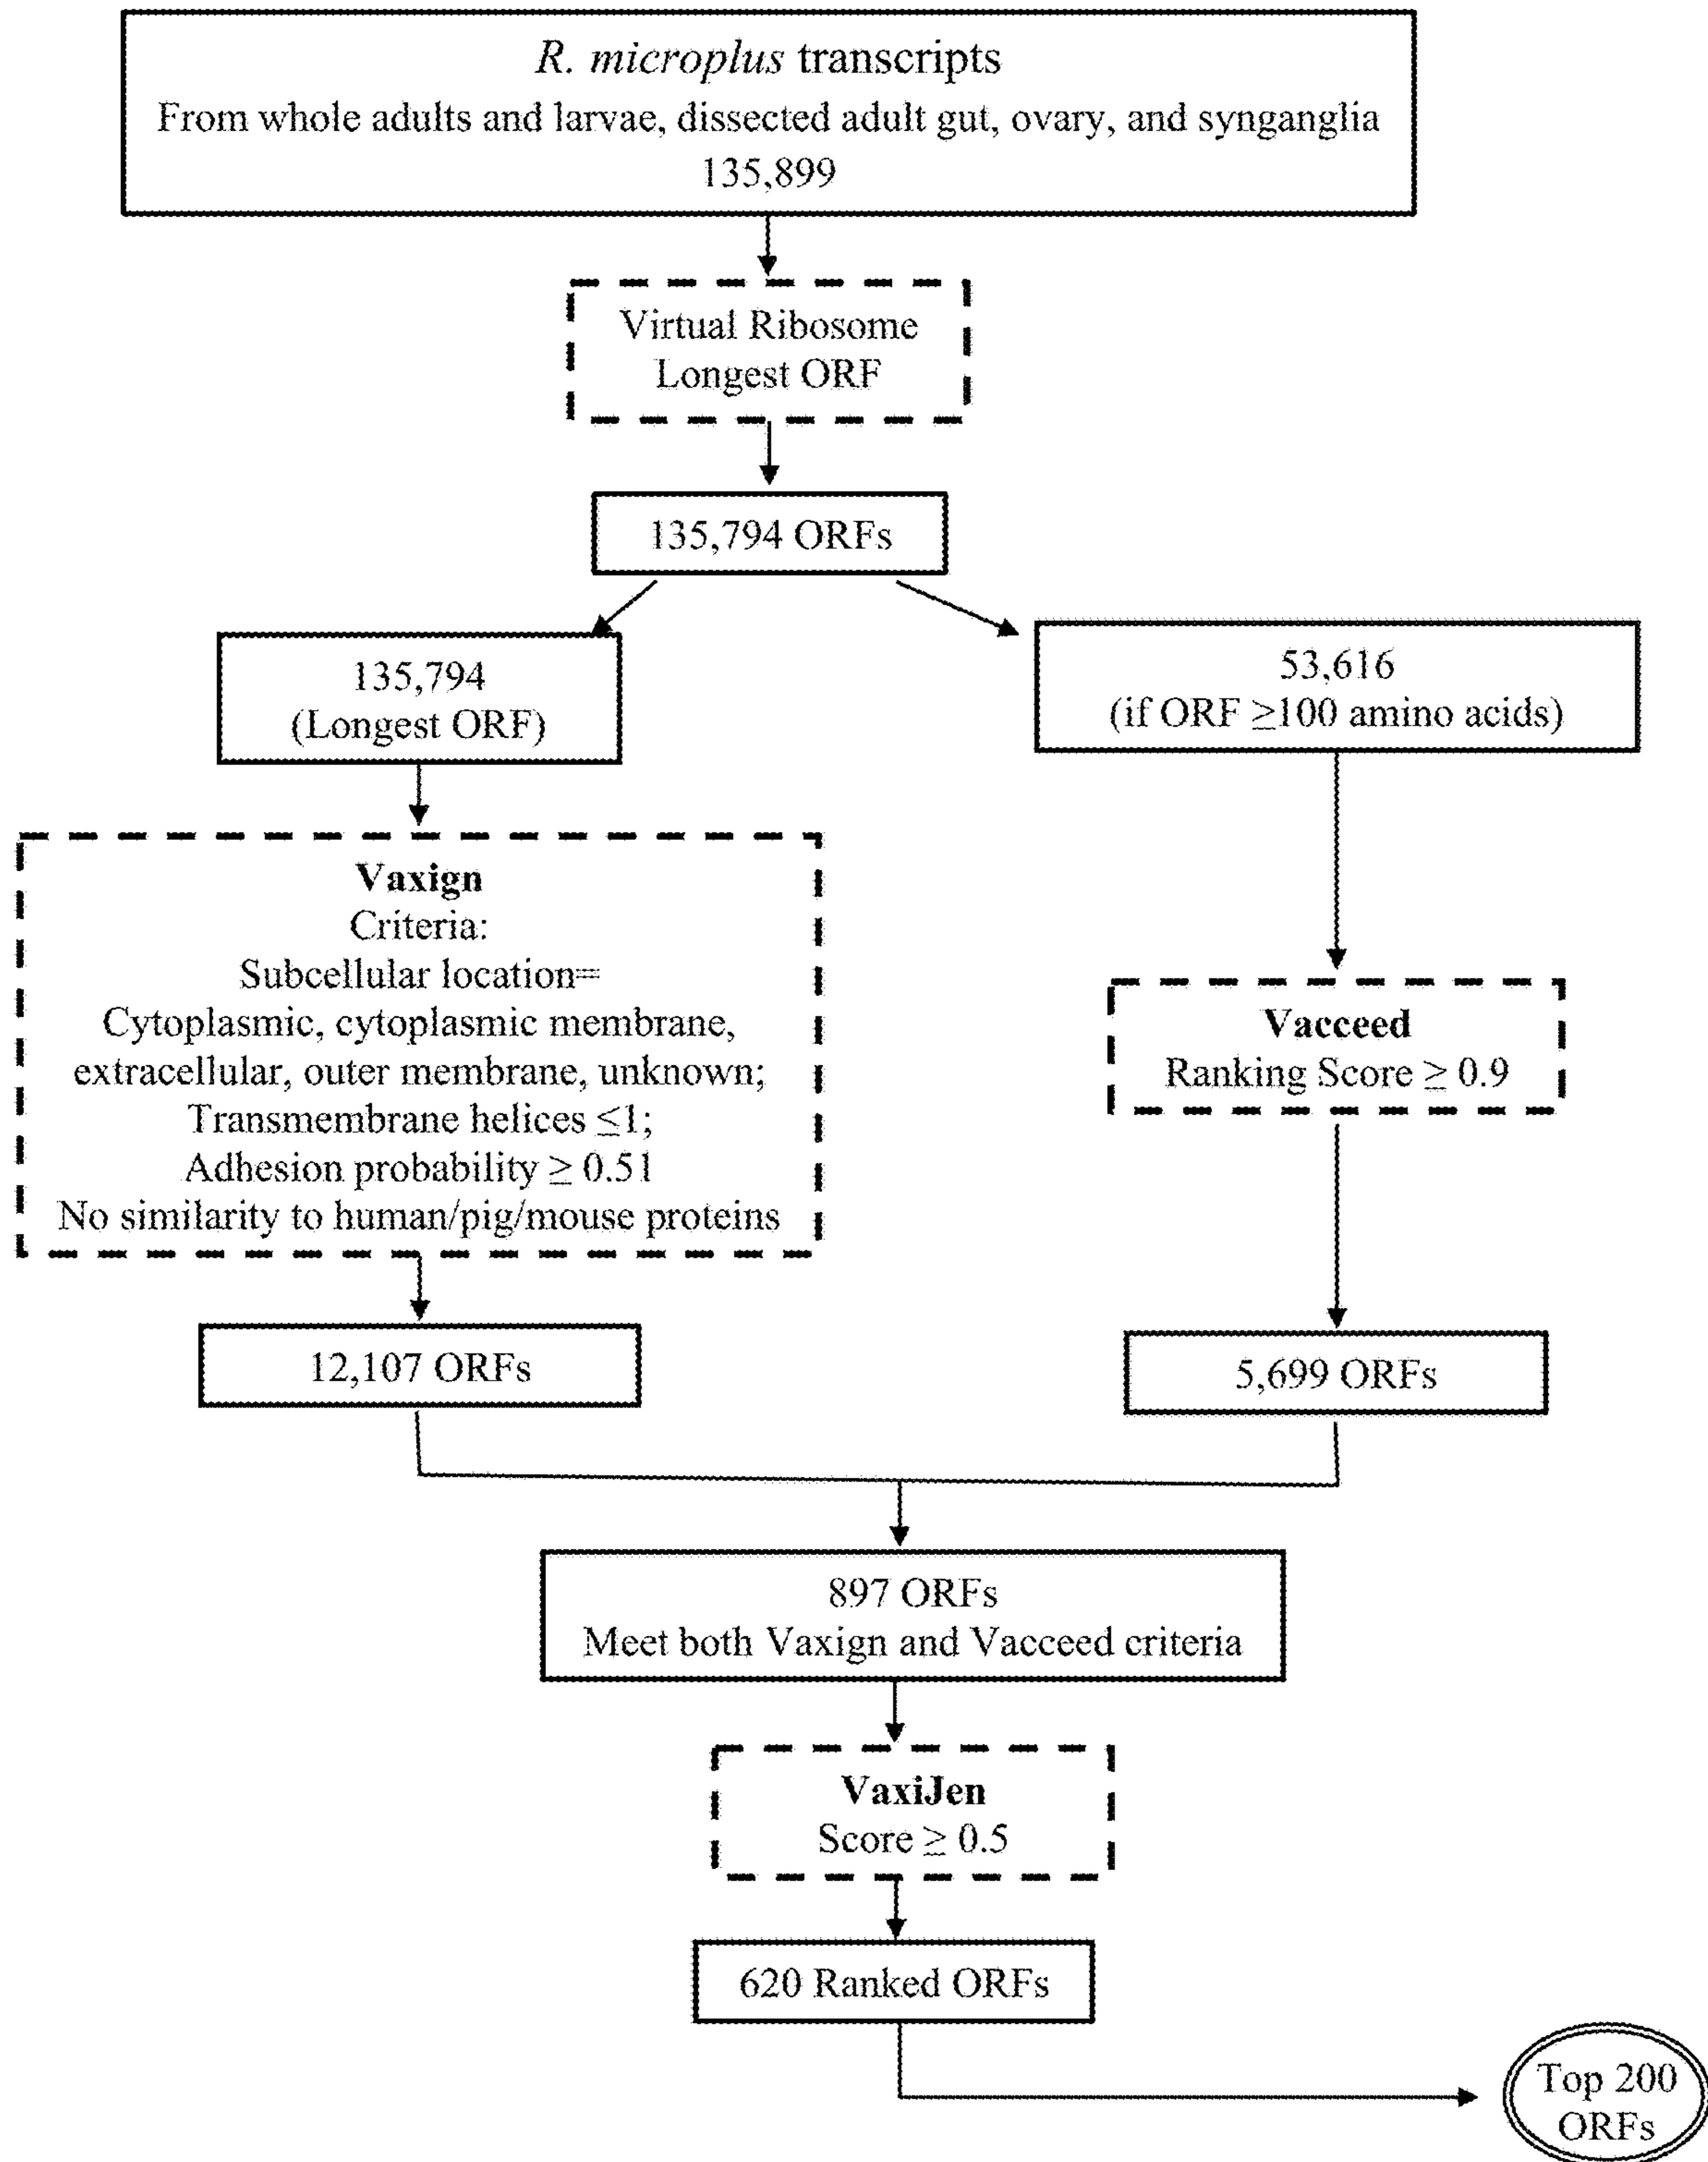 R. microplus transcripts
From whole adults and larvae, dissected adult gut, ovary, and synganglia
135,899
Virtual Ribosome
Longest ORF
135,794 ORFs
135,794
(Longest ORF)
53,616
(if ORF ≥100 amino acids)
Vaxign
Criteria:
Subcellular location=
Cytoplasmic, cytoplasmic membrane,
extracellular, outer membrane, unknown;
Transmembrane helices ≤1;
Adhesion probability ≥ 0.51
No similarity to human/pig/mouse proteins
Vacceed
Ranking Score ≥ 0.9
12,107 ORFs
5,699 ORFs
897 ORFs
Meet both Vaxign and Vacceed criteria
VaxiJen
Score ≥ 0.5
620 Ranked ORFs
Top 200
ORFs